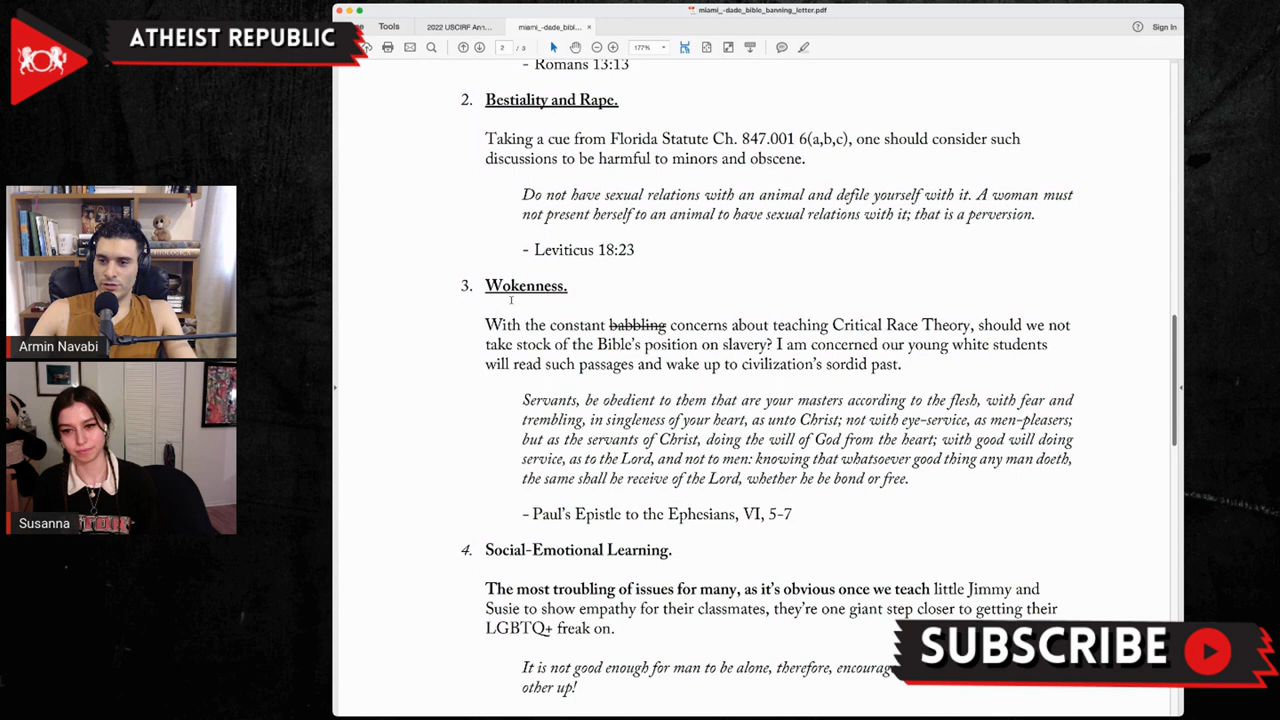 miami_-dade_bible_banning_letter.pdf
ATHEIST REPUBLIC
Tools
2022 USCIRF Ann...
miami_-dade_bibl... ×
Sign In
2 / 3
177%
- Romans 13:13
2. Bestiality and Rape.
Taking a cue from Florida Statute Ch. 847.001 6(a,b,c), one should consider such
discussions to be harmful to minors and obscene.
Do not have sexual relations with an animal and defile yourself with it. A woman must
not present herself to an animal to have sexual relations with it; that is a perversion.
- Leviticus 18:23
3. Wokenness.
With the constant babbling concerns about teaching Critical Race Theory, should we not
take stock of the Bible's position on slavery? I am concerned our young white students
will read such passages and wake up to civilization's sordid past.
Servants, be obedient to them that are your masters according to the flesh, with fear and
trembling, in singleness of your heart, as unto Christ; not with eye-service, as men-pleasers;
but as the servants of Christ, doing the will of God from the heart; with good will doing
service, as to the Lord, and not to men: knowing that whatsoever good thing any man doeth,
the same shall he receive of the Lord, whether he be bond or free.
- Paul's Epistle to the Ephesians, VI, 5-7
4. Social-Emotional Learning.
The most troubling of issues for many, as it's obvious once we teach little Jimmy and
Susie to show empathy for their classmates, they're one giant step closer to getting their
LGBTQ+ freak on.
It is not good enough for man to be alone, therefore, encourag
other up!
Armin Navabi
Susanna
SUBSCRIBE